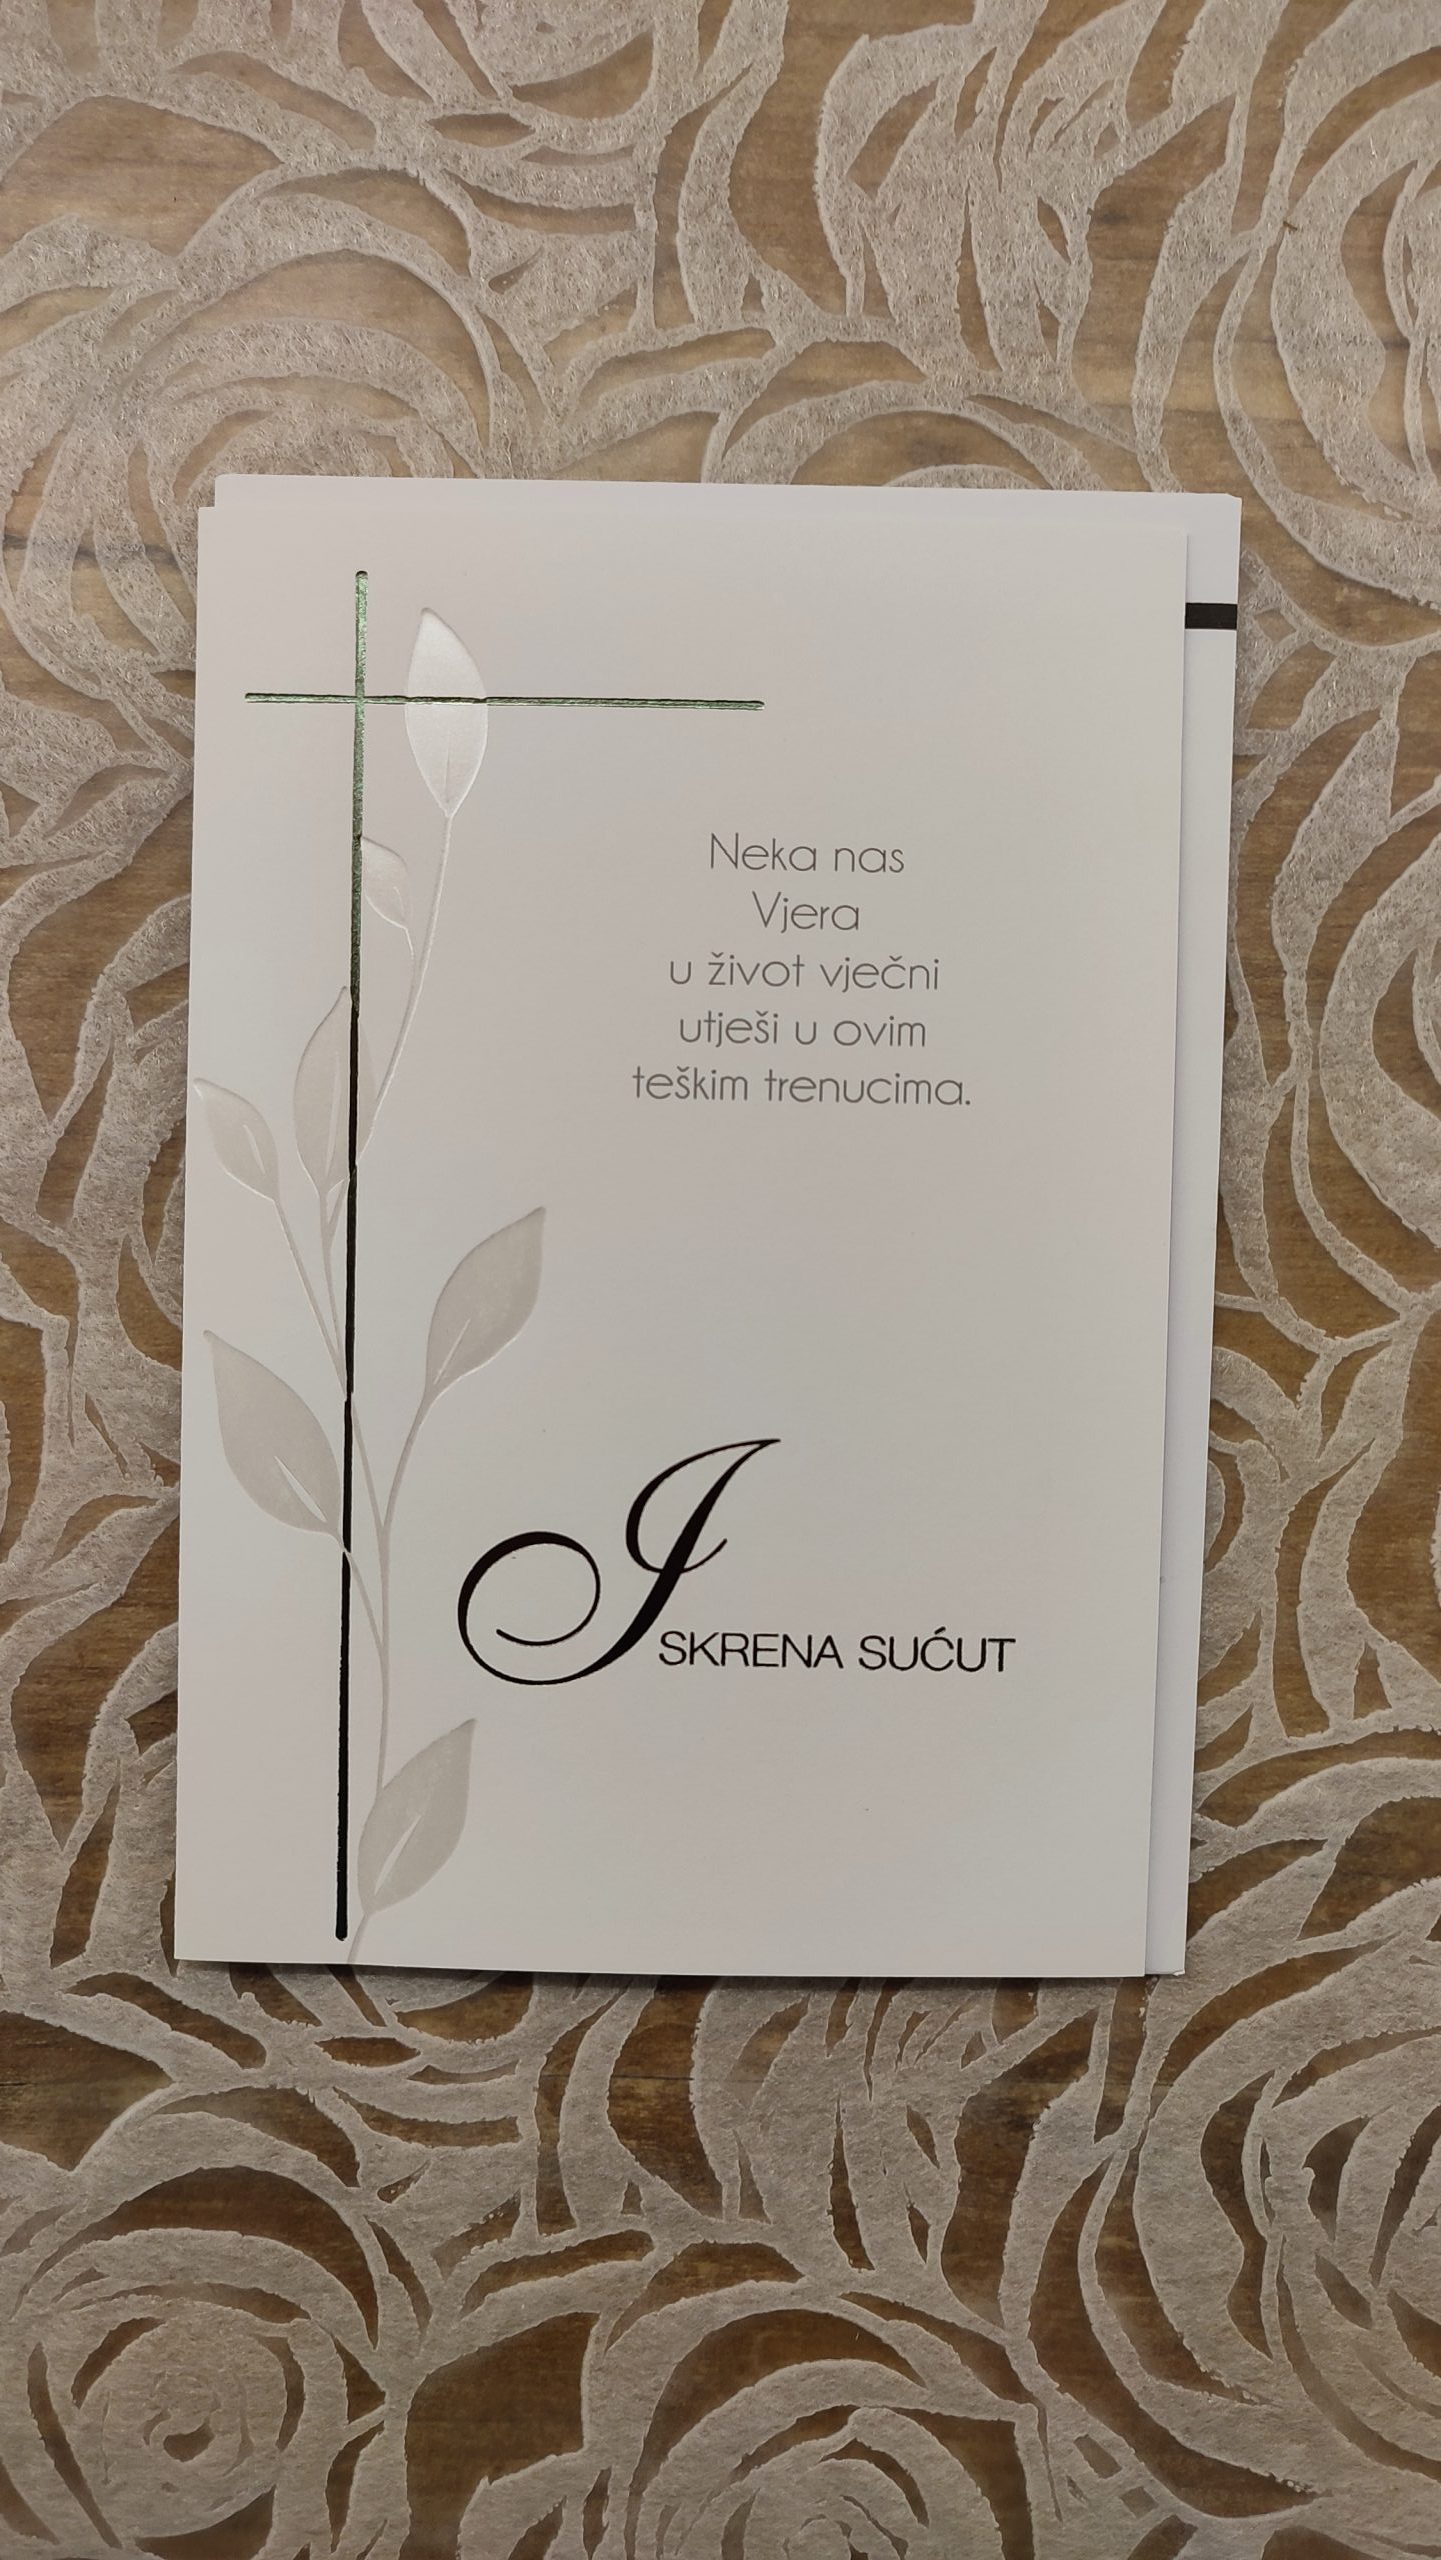 Neka nas
Vjera
u život vječni
utješi u ovim
teškim trenucima.
ISKRENA SUĆUT